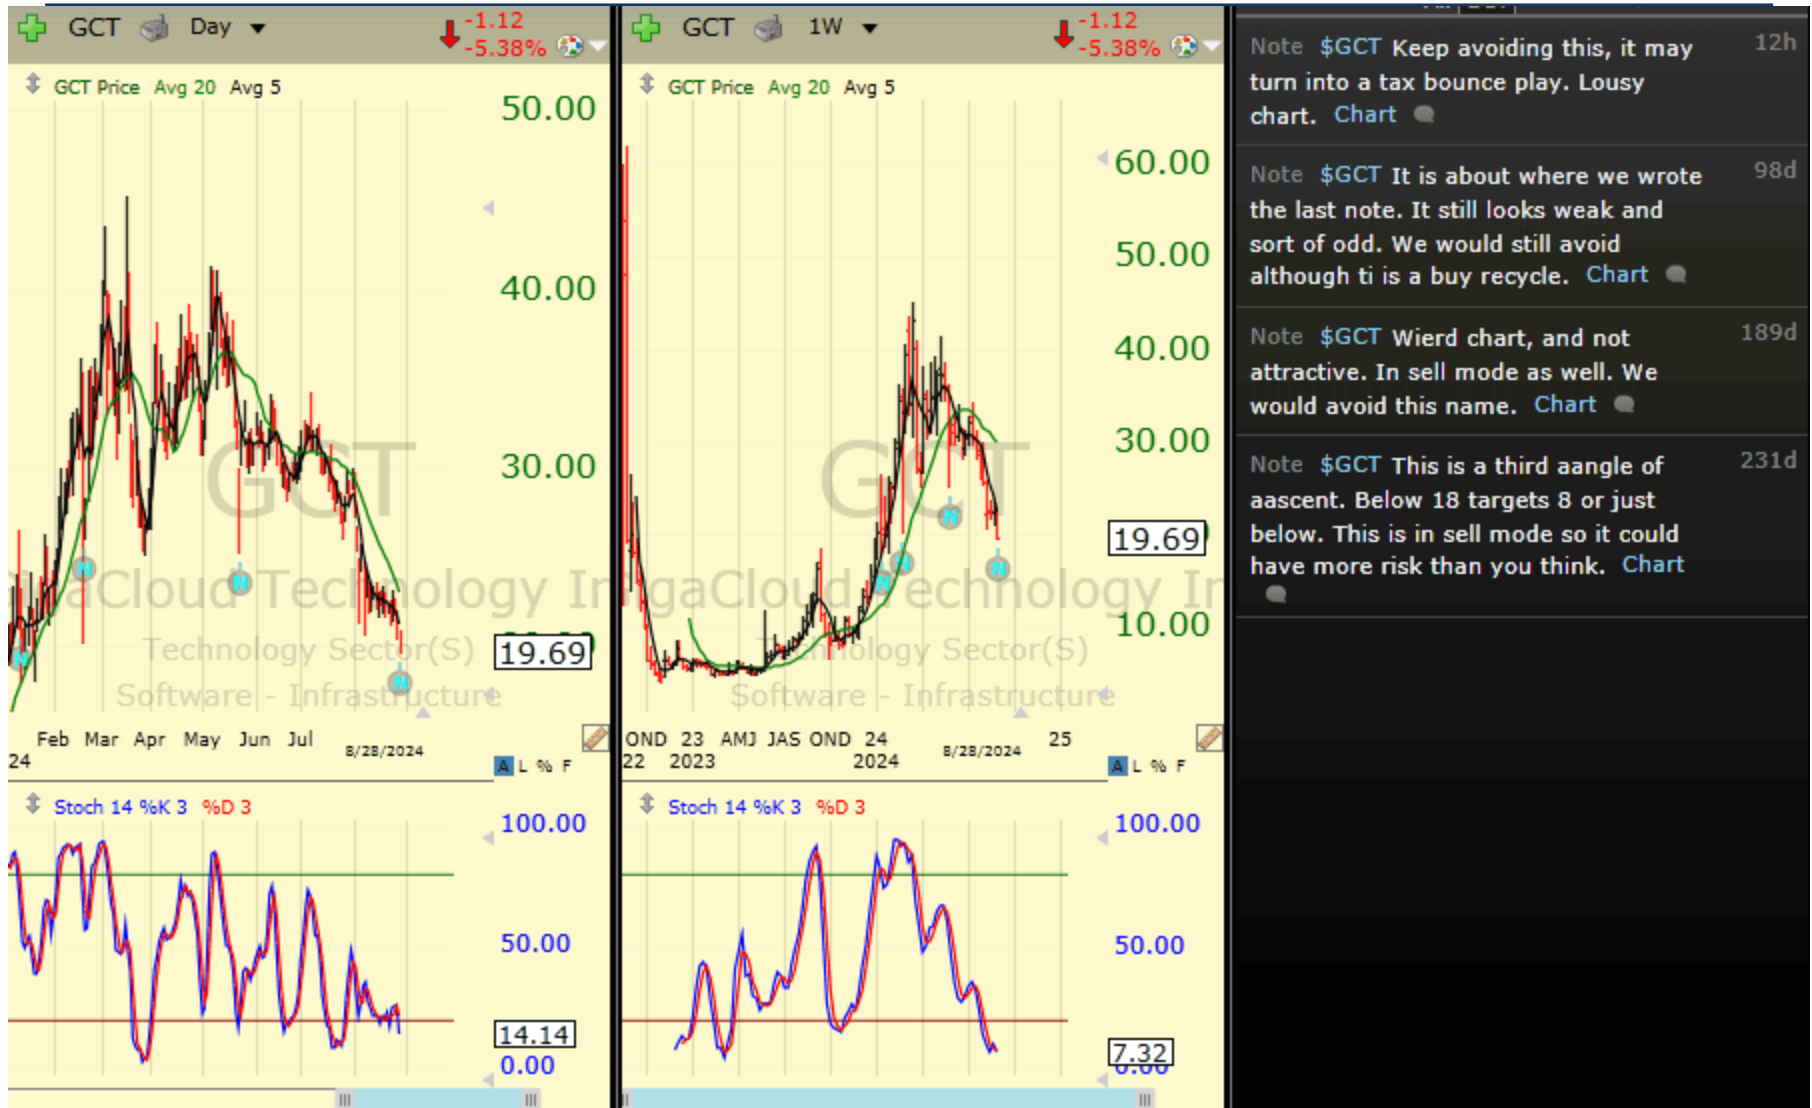 GCT Day
-1.12
-5.38%
GCT Price Avg 20 Avg 5
50.00
40.00
30.00
19.69
GCT
Technology Sector(S)
Software - Infrastructure
Feb Mar Apr May Jun Jul 8/28/2024
24
A L % F
Stoch 14 %K 3 %D 3
100.00
50.00
14.14
0.00
N
N
N
N
GCT 1W
-1.12
-5.38%
GCT Price Avg 20 Avg 5
60.00
50.00
40.00
30.00
19.69
10.00
GCT
igaCloud Technology In
Technology Sector(S)
Software - Infrastructure
OND 23 AMJ JAS OND 24 8/28/2024 25
22 2023 2024
A L % F
Stoch 14 %K 3 %D 3
100.00
50.00
7.32
0.00
N
N
N
N
Note $GCT Keep avoiding this, it may 12h
turn into a tax bounce play. Lousy
chart. Chart
Note $GCT It is about where we wrote 98d
the last note. It still looks weak and
sort of odd. We would still avoid
although ti is a buy recycle. Chart
Note $GCT Wierd chart, and not 189d
attractive. In sell mode as well. We
would avoid this name. Chart
Note $GCT This is a third aangle of 231d
aascent. Below 18 targets 8 or just
below. This is in sell mode so it could
have more risk than you think. Chart